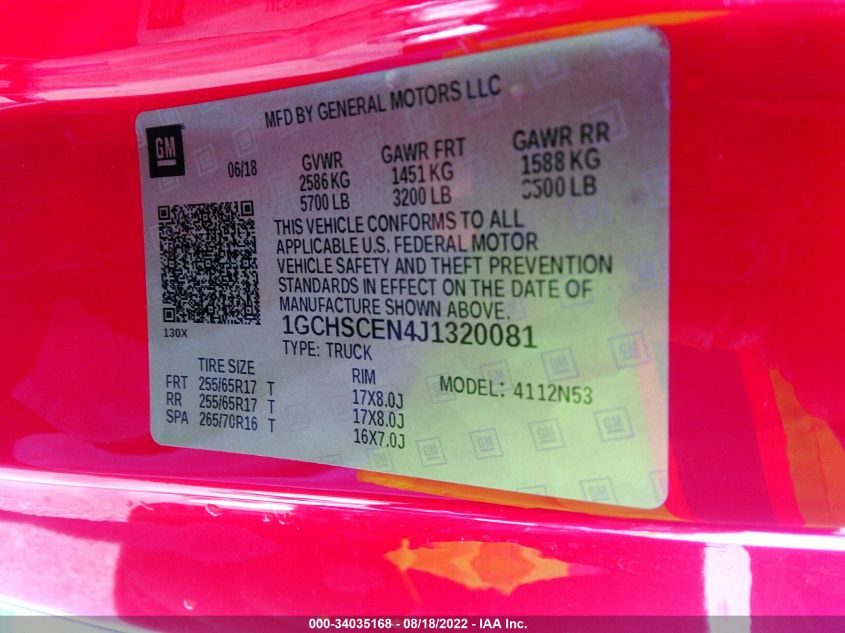 MFD BY GENERAL MOTORS LLC
GM
06/18
GVWR
2586 KG
5700 LB
GAWR FRT
1451 KG
3200 LB
GAWR RR
1588 KG
3500 LB
THIS VEHICLE CONFORMS TO ALL
APPLICABLE U.S. FEDERAL MOTOR
VEHICLE SAFETY AND THEFT PREVENTION
STANDARDS IN EFFECT ON THE DATE OF
MANUFACTURE SHOWN ABOVE.
130X
1GCHSCEN4J1320081
TYPE: TRUCK
MODEL: 4112N53
TIRE SIZE RIM
FRT 255/65R17 T 17X8.0J
RR 255/65R17 T 17X8.0J
SPA 265/70R16 T 16X7.0J
000-34035168 - 08/18/2022 - IAA Inc.